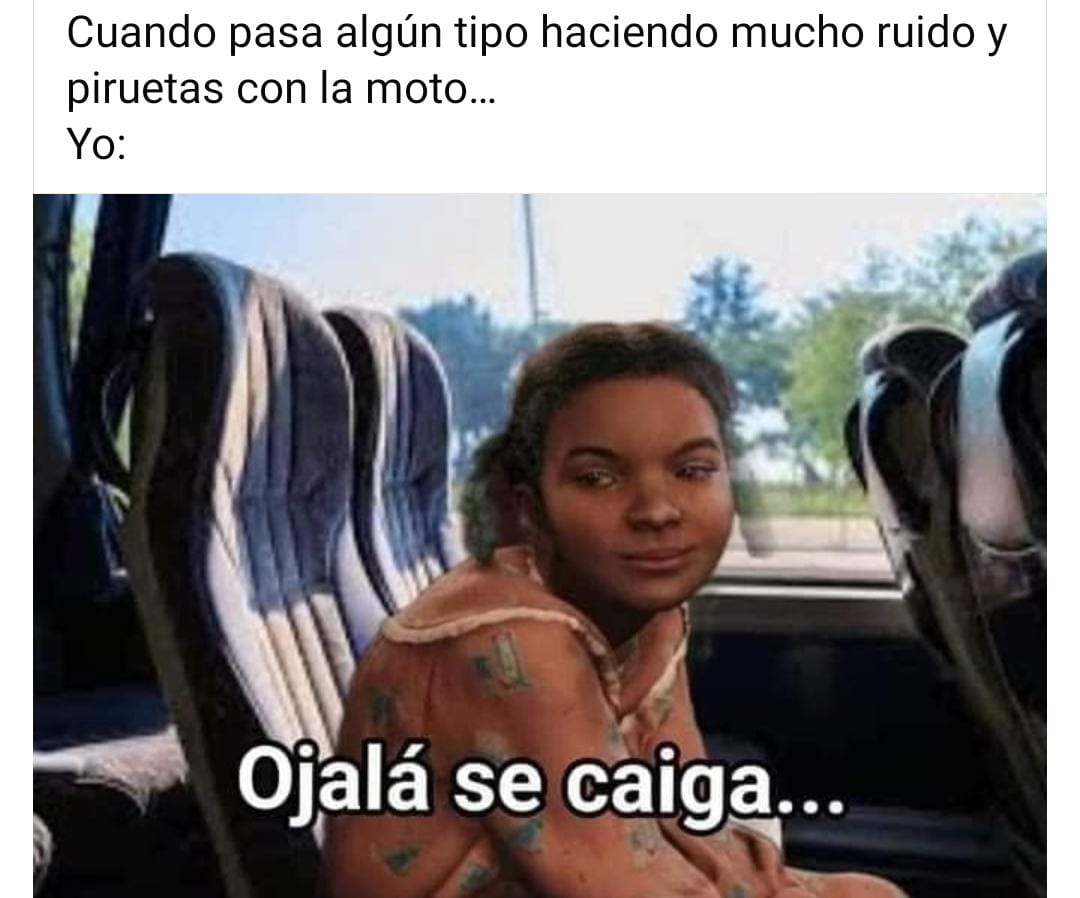 Cuando pasa algún tipo haciendo mucho ruido y
piruetas con la moto...
Yo:
Ojalá se caiga...